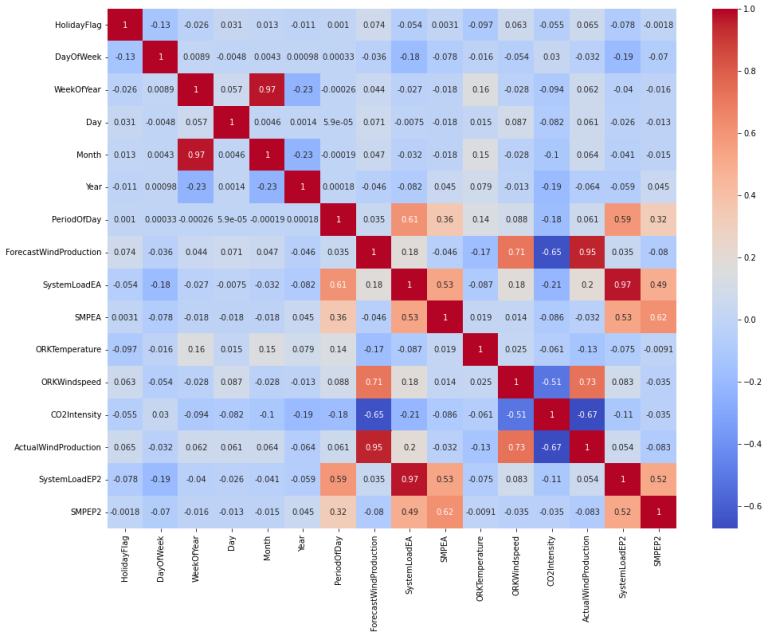 HolidayFlag 1 -0.13 -0.026 0.031 0.013 -0.011 0.001 0.074 -0.054 0.0031 -0.097 0.063 -0.055 0.065 -0.078 -0.0018
DayOfWeek -0.13 1 0.0089 -0.0048 0.0043 0.00098 0.00033 -0.036 -0.18 -0.078 -0.016 -0.054 0.03 -0.032 -0.19 -0.07
WeekOfYear -0.026 0.0089 1 0.057 0.97 -0.23 -0.00026 0.044 -0.027 -0.018 0.16 -0.028 -0.094 0.062 -0.04 -0.016
Day 0.031 -0.0048 0.057 1 0.0046 0.0014 5.9e-05 0.071 -0.0075 -0.018 0.015 0.087 -0.082 0.061 -0.026 -0.013
Month 0.013 0.0043 0.97 0.0046 1 -0.23 -0.00019 0.047 -0.032 -0.018 0.15 -0.028 -0.1 0.064 -0.041 -0.015
Year -0.011 0.00098 -0.23 0.0014 -0.23 1 0.00018 -0.046 -0.082 0.045 0.079 -0.013 -0.19 -0.064 -0.059 0.045
PeriodOfDay 0.001 0.00033 -0.00026 5.9e-05 -0.00019 0.00018 1 0.035 0.61 0.36 0.14 0.088 -0.18 0.061 0.59 0.32
ForecastWindProduction 0.074 -0.036 0.044 0.071 0.047 -0.046 0.035 1 0.18 -0.046 -0.17 0.71 -0.65 0.95 0.035 -0.08
SystemLoadEA -0.054 -0.18 -0.027 -0.0075 -0.032 -0.082 0.61 0.18 1 0.53 -0.087 0.18 -0.21 0.2 0.97 0.49
SMPEA 0.0031 -0.078 -0.018 -0.018 -0.018 0.045 0.36 -0.046 0.53 1 0.019 0.014 -0.086 -0.032 0.53 0.62
ORKTemperature -0.097 -0.016 0.16 0.015 0.15 0.079 0.14 -0.17 -0.087 0.019 1 0.025 -0.061 -0.13 -0.075 -0.0091
ORKWindspeed 0.063 -0.054 -0.028 0.087 -0.028 -0.013 0.088 0.71 0.18 0.014 0.025 1 -0.51 0.73 0.083 -0.035
CO2Intensity -0.055 0.03 -0.094 -0.082 -0.1 -0.19 -0.18 -0.65 -0.21 -0.086 -0.061 -0.51 1 -0.67 -0.11 -0.035
ActualWindProduction 0.065 -0.032 0.062 0.061 0.064 -0.064 0.061 0.95 0.2 -0.032 -0.13 0.73 -0.67 1 0.054 -0.083
SystemLoadEP2 -0.078 -0.19 -0.04 -0.026 -0.041 -0.059 0.59 0.035 0.97 0.53 -0.075 0.083 -0.11 0.054 1 0.52
SMPEP2 -0.0018 -0.07 -0.016 -0.013 -0.015 0.045 0.32 -0.08 0.49 0.62 -0.0091 -0.035 -0.035 -0.083 0.52 1
HolidayFlag
DayOfWeek
WeekOfYear
Day
Month
Year
PeriodOfDay
ForecastWindProduction
SystemLoadEA
SMPEA
ORKTemperature
ORKWindspeed
CO2Intensity
ActualWindProduction
SystemLoadEP2
SMPEP2
1.0
0.8
0.6
0.4
0.2
0.0
−0.2
−0.4
−0.6